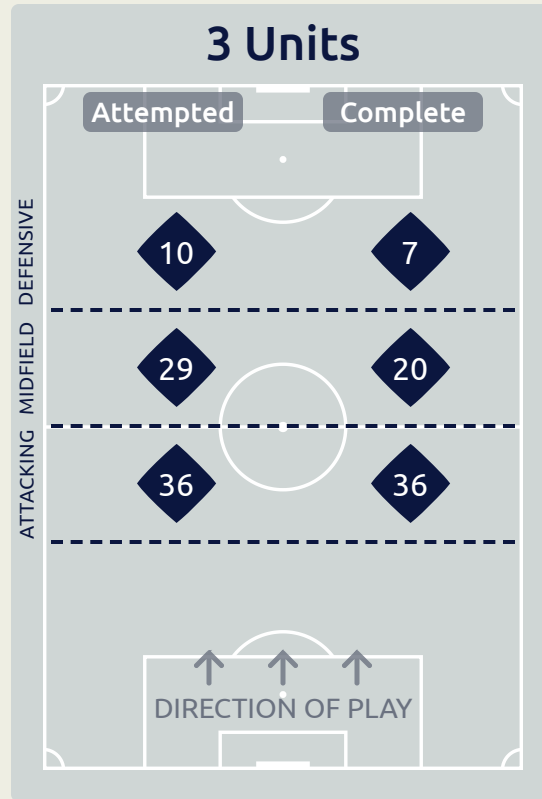 3 Units
Attempted Complete
DEFENSIVE
10 7
MIDFIELD
29 20
ATTACKING
36 36
DIRECTION OF PLAY